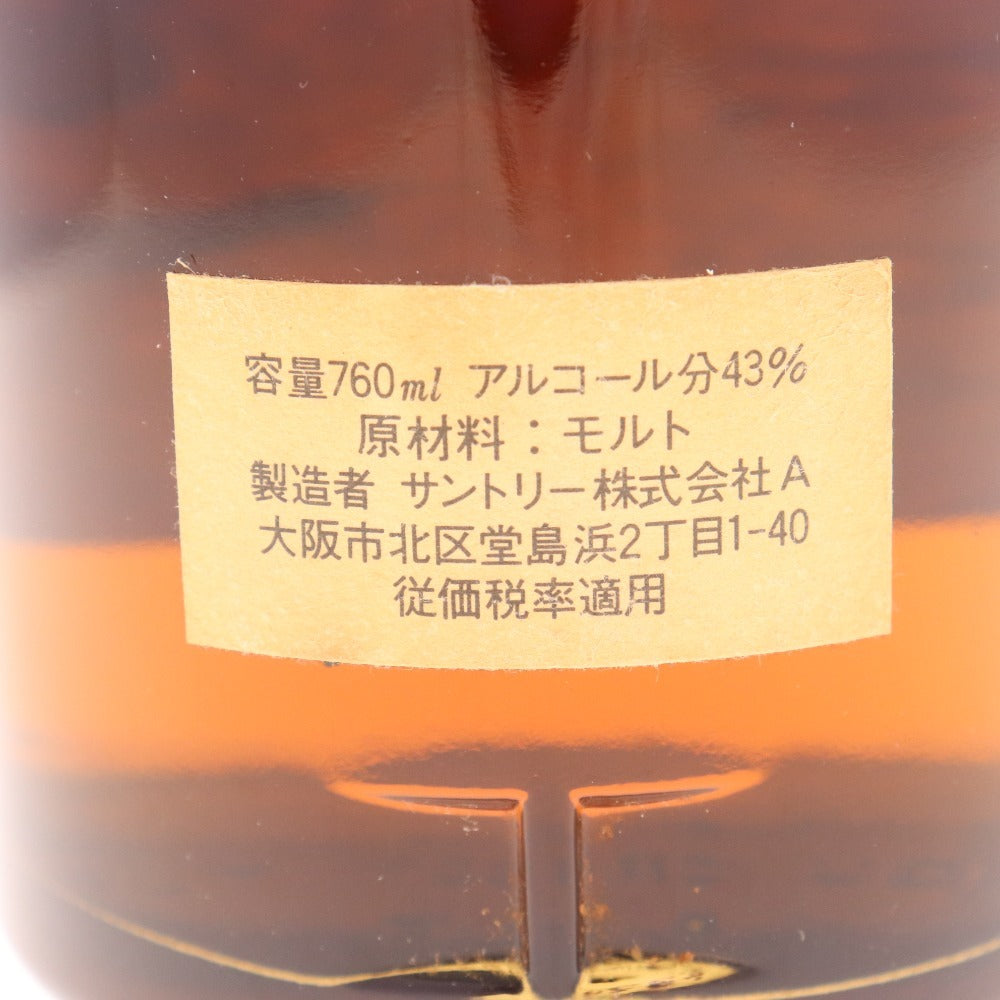 容量760ml アルコール分43%
原材料：モルト
製造者 サントリー株式会社A
大阪市北区堂島浜2丁目1-40
従価税率適用